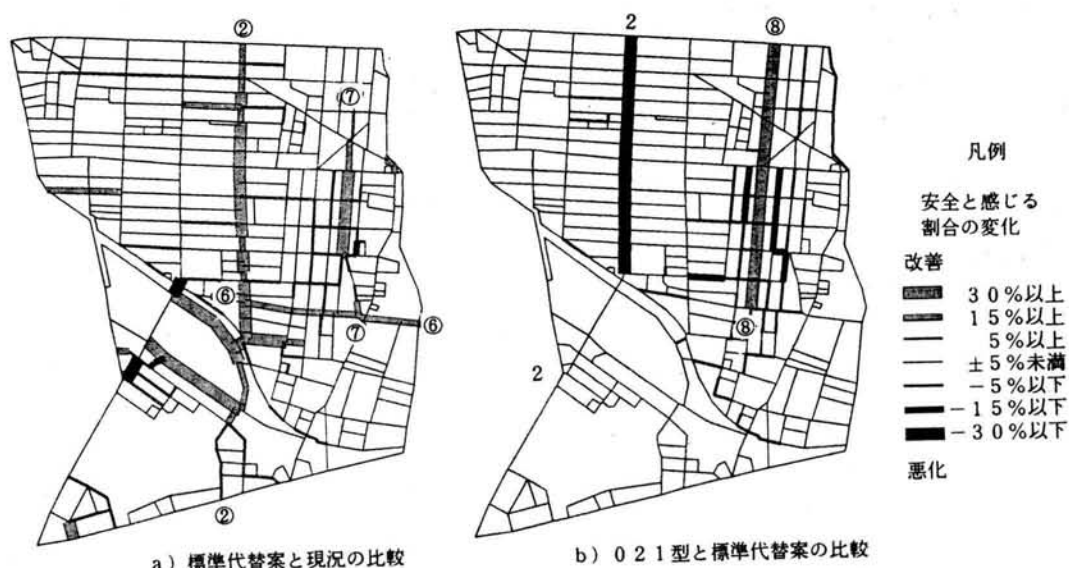 ②
⑦
⑥
⑥
⑦
②
a）標準代替案と現況の比較
2
⑧
⑧
2
b）０２１型と標準代替案の比較
凡例
安全と感じる
割合の変化
改善
３０％以上
１５％以上
５％以上
±５％未満
－５％以下
－１５％以下
－３０％以下
悪化